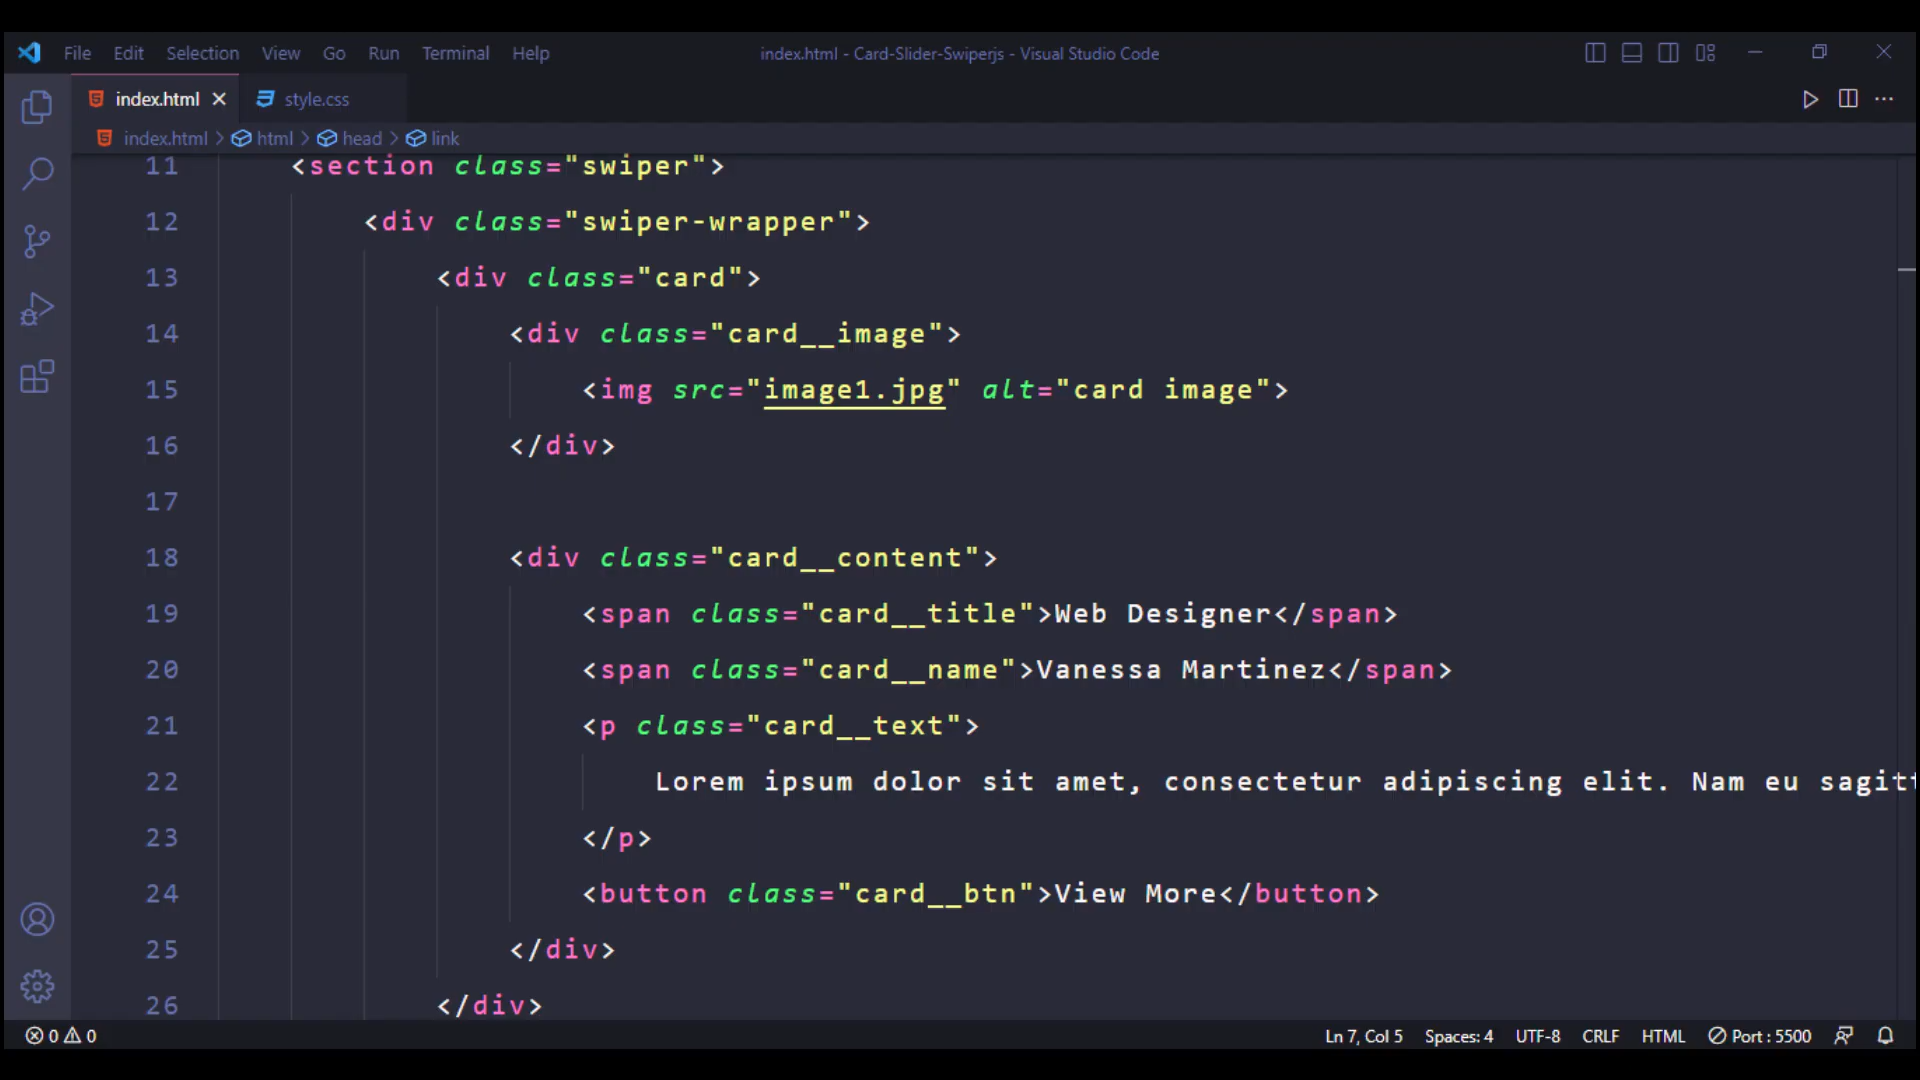 File Edit Selection View Go Run Terminal Help index.html - Card-Slider-Swiperjs - Visual Studio Code
index.html style.css
index.html > html > head > link
11 <section class="swiper">
12 <div class="swiper-wrapper">
13 <div class="card">
14 <div class="card__image">
15 <img src="image1.jpg" alt="card image">
16 </div>
17
18 <div class="card__content">
19 <span class="card__title">Web Designer</span>
20 <span class="card__name">Vanessa Martinez</span>
21 <p class="card__text">
22 Lorem ipsum dolor sit amet, consectetur adipiscing elit. Nam eu sagitt
23 </p>
24 <button class="card__btn">View More</button>
25 </div>
26 </div>
0 0 Ln 7, Col 5 Spaces: 4 UTF-8 CRLF HTML Port : 5500